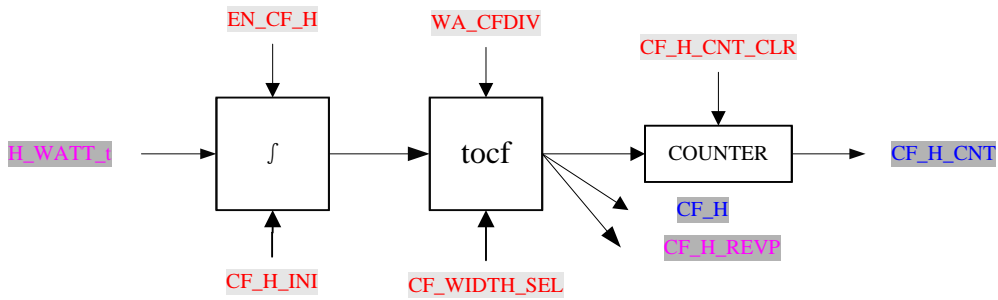 EN_CF_H
WA_CFDIV
CF_H_CNT_CLR
H_WATT_t
∫
tocf
COUNTER
CF_H_CNT
CF_H
CF_H_REVP
CF_H_INI
CF_WIDTH_SEL